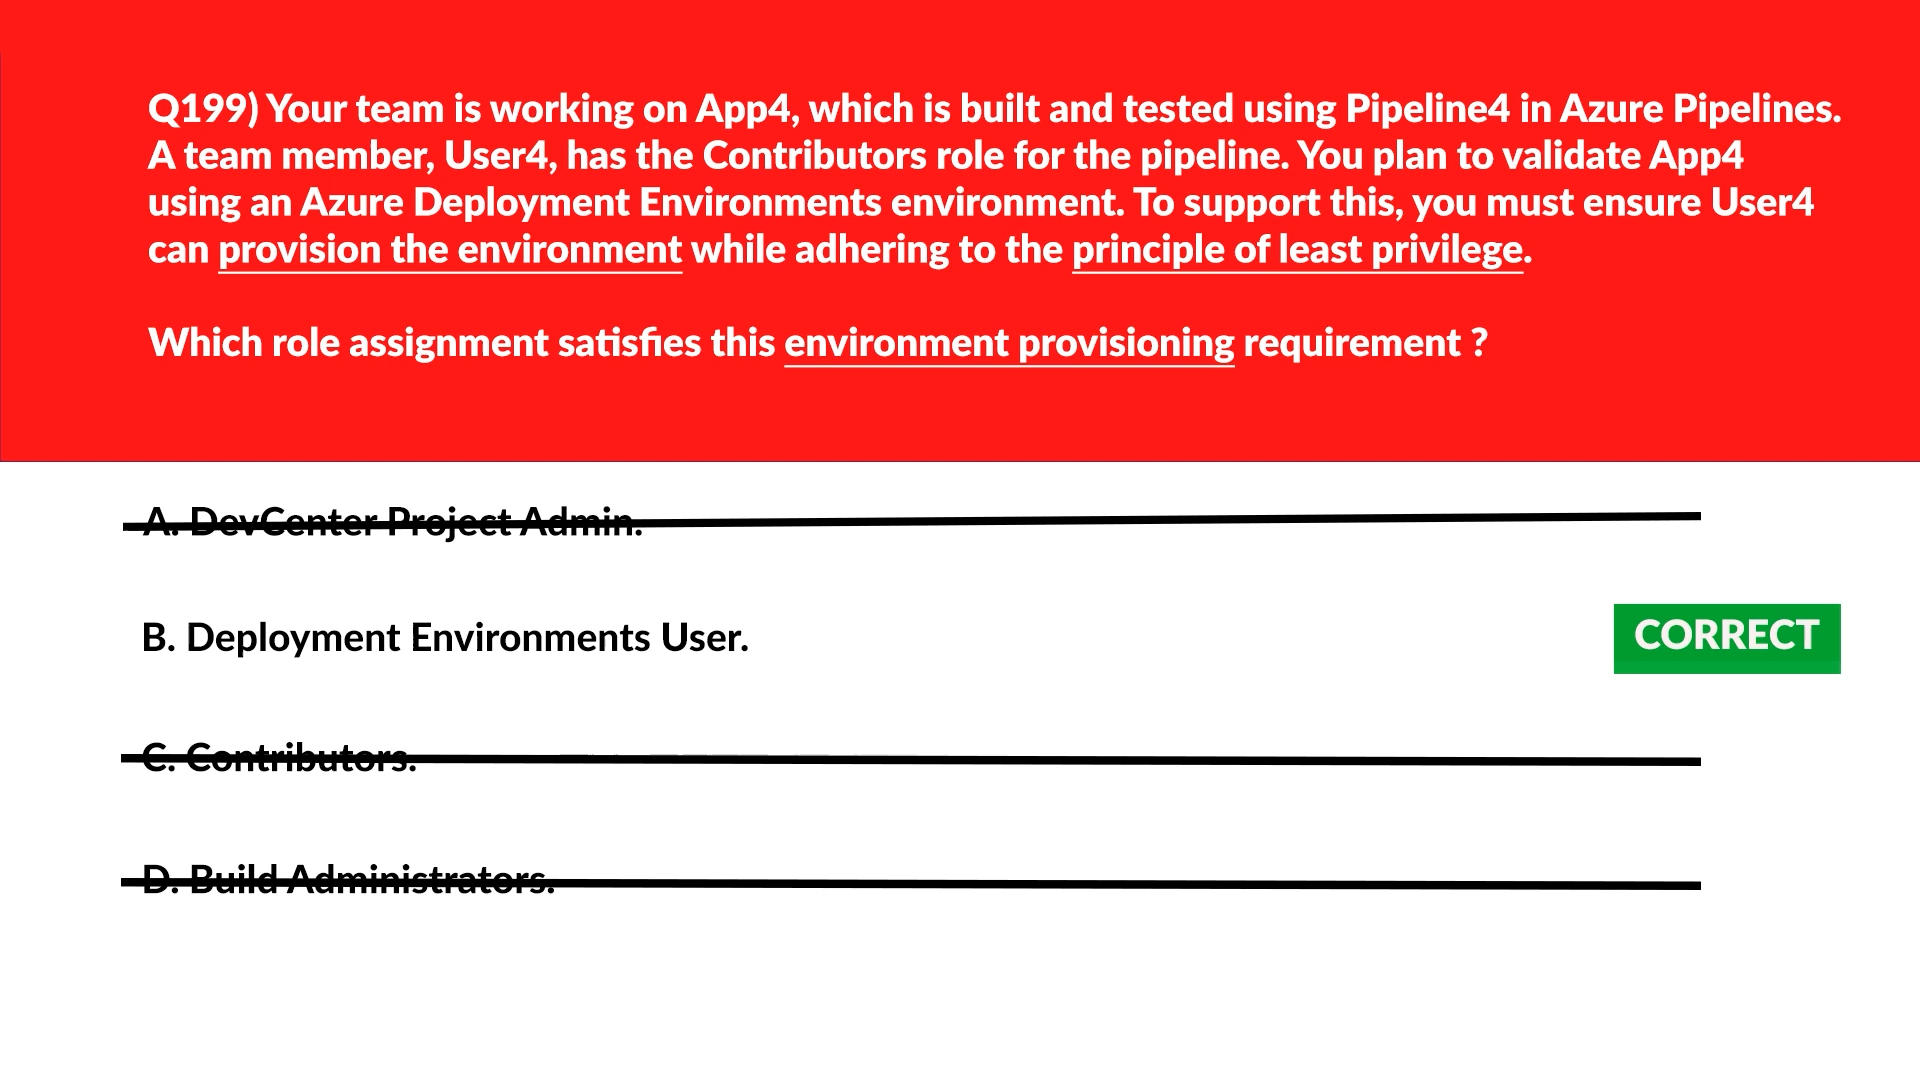 Q199) Your team is working on App4, which is built and tested using Pipeline4 in Azure Pipelines.
A team member, User4, has the Contributors role for the pipeline. You plan to validate App4
using an Azure Deployment Environments environment. To support this, you must ensure User4
can provision the environment while adhering to the principle of least privilege.
Which role assignment satisfies this environment provisioning requirement ?
A. DevCenter Project Admin.
B. Deployment Environments User.
CORRECT
C. Contributors.
D. Build Administrators.